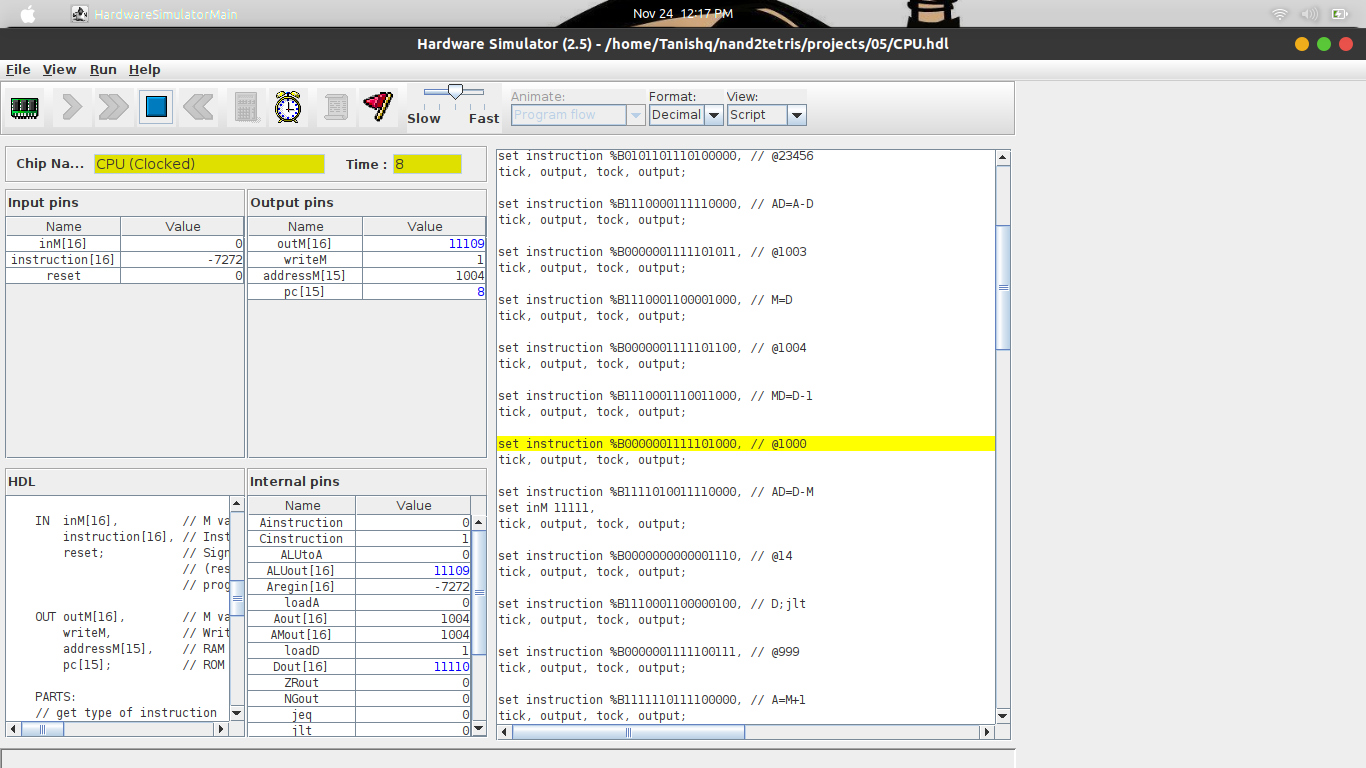 HardwareSimulatorMain
Nov 24 12:17 PM
Hardware Simulator (2.5) - /home/Tanishq/nand2tetris/projects/05/CPU.hdl
File View Run Help
Animate: Format: View:
Slow Fast Program flow Decimal Script
Chip Na... CPU (Clocked) Time : 8
Input pins
Name Value
inM[16] 0
instruction[16] -7272
reset 0
Output pins
Name Value
outM[16] 11109
writeM 1
addressM[15] 1004
pc[15] 8
HDL
IN inM[16], // M va
instruction[16], // Inst
reset; // Sign
// (res
// prog
OUT outM[16], // M va
writeM, // Writ
addressM[15], // RAM
pc[15]; // ROM
PARTS:
// get type of instruction
Internal pins
Name Value
Ainstruction 0
Cinstruction 1
ALUtoA 0
ALUout[16] 11109
Aregin[16] -7272
loadA 0
Aout[16] 1004
AMout[16] 1004
loadD 1
Dout[16] 11110
ZRout 0
NGout 0
jeq 0
jlt 0
set instruction %B0101101110100000, // @23456
tick, output, tock, output;
set instruction %B1110000111110000, // AD=A-D
tick, output, tock, output;
set instruction %B0000001111101011, // @1003
tick, output, tock, output;
set instruction %B1110001100001000, // M=D
tick, output, tock, output;
set instruction %B0000001111101100, // @1004
tick, output, tock, output;
set instruction %B1110001110011000, // MD=D-1
tick, output, tock, output;
set instruction %B0000001111101000, // @1000
tick, output, tock, output;
set instruction %B1111010011110000, // AD=D-M
set inM 11111,
tick, output, tock, output;
set instruction %B0000000000001110, // @14
tick, output, tock, output;
set instruction %B1110001100000100, // D;jlt
tick, output, tock, output;
set instruction %B0000001111100111, // @999
tick, output, tock, output;
set instruction %B1111110111100000, // A=M+1
tick, output, tock, output;